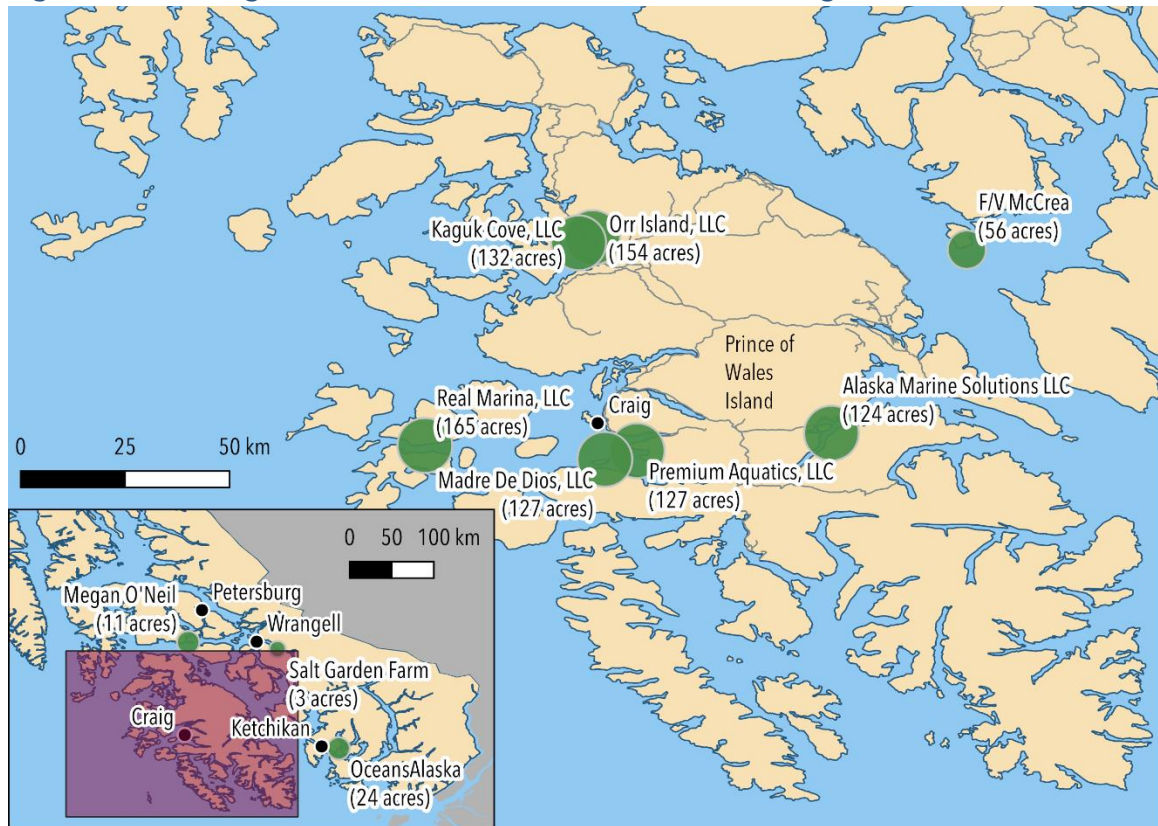 Kaguk Cove, LLC
(132 acres)
Orr Island, LLC
(154 acres)
F/V McCrea
(56 acres)
Prince of
Wales
Island
Real Marina, LLC
(165 acres)
Craig
Alaska Marine Solutions LLC
(124 acres)
0 25 50 km
Madre De Dios, LLC
(127 acres)
Premium Aquatics, LLC
(127 acres)
0 50 100 km
Megan O'Neil
(11 acres)
Petersburg
Wrangell
Salt Garden Farm
(3 acres)
Craig
Ketchikan
OceansAlaska
(24 acres)